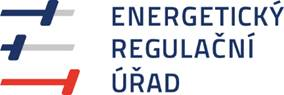 ENERGETICKÝ
REGULAČNÍ
ÚŘAD